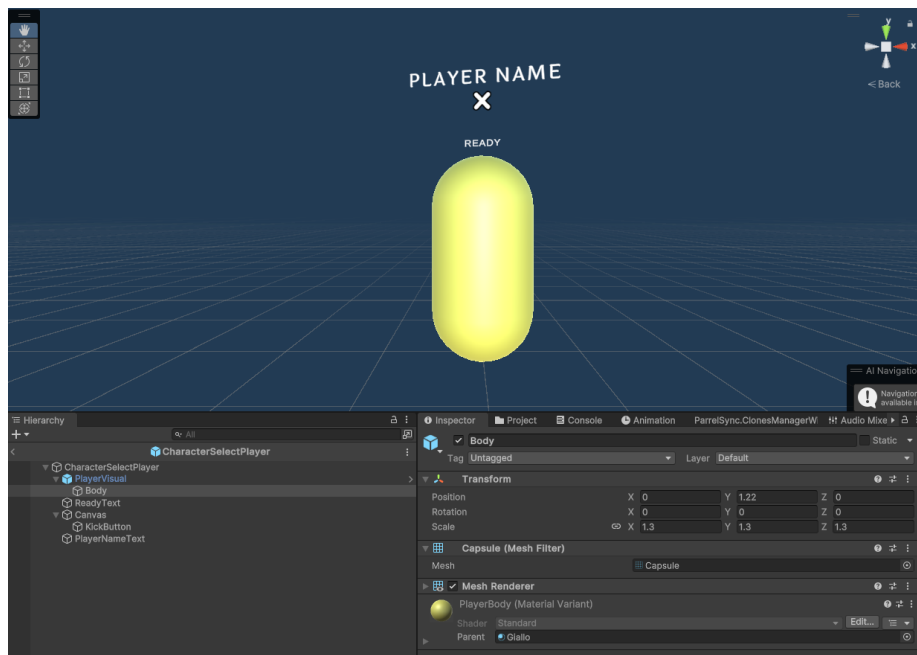 y
x
Back
PLAYER NAME
X
READY
AI Navigation
Navigation
available i
Hierarchy
All
CharacterSelectPlayer
CharacterSelectPlayer
PlayerVisual
Body
ReadyText
Canvas
KickButton
PlayerNameText
Inspector Project Console Animation ParrelSync.ClonesManagerWi Audio Mixe
Body Static
Tag Untagged Layer Default
Transform
Position X 0 Y 1.22 Z 0
Rotation X 0 Y 0 Z 0
Scale X 1.3 Y 1.3 Z 1.3
Capsule (Mesh Filter)
Mesh Capsule
Mesh Renderer
PlayerBody (Material Variant)
Shader Standard Edit...
Parent Giallo